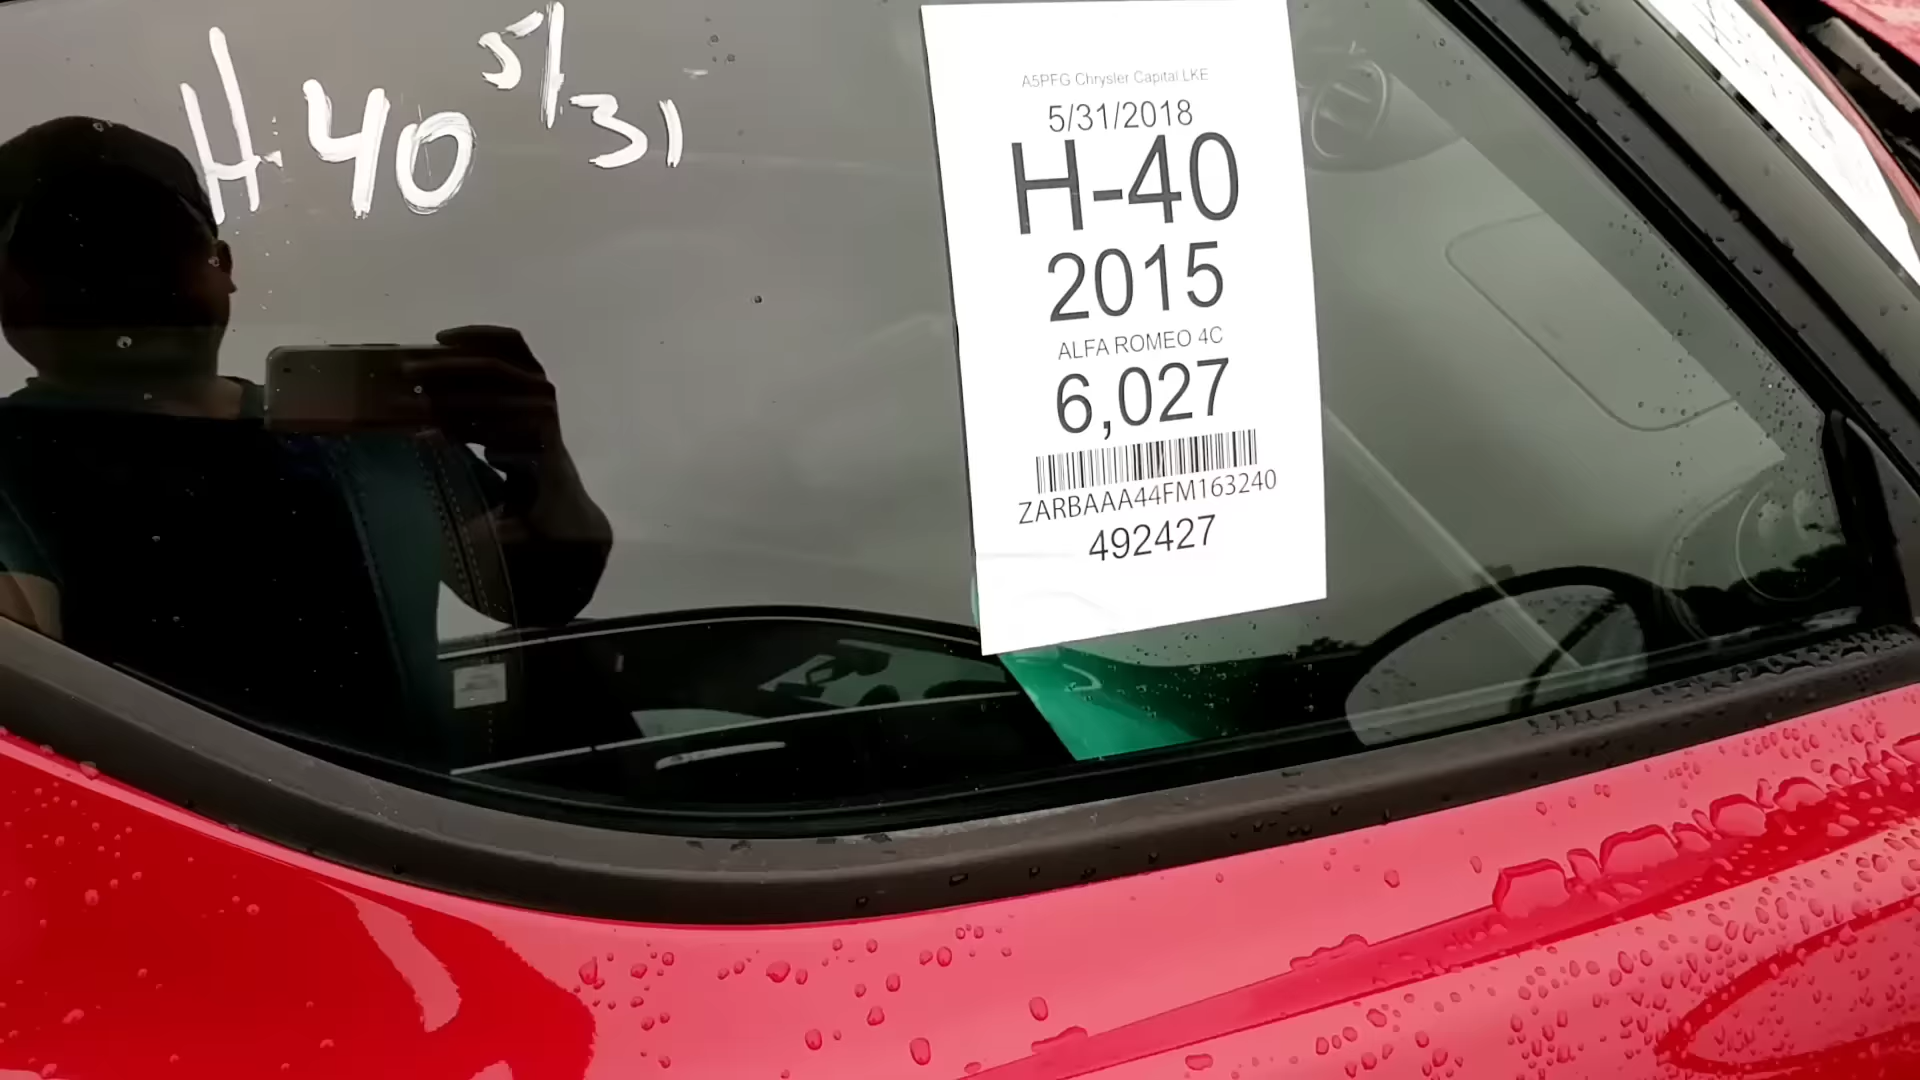 H-40 5/31
A5PFG Chrysler Capital LKE
5/31/2018
H-40
2015
ALFA ROMEO 4C
6,027
ZARBAAA44FM163240
492427